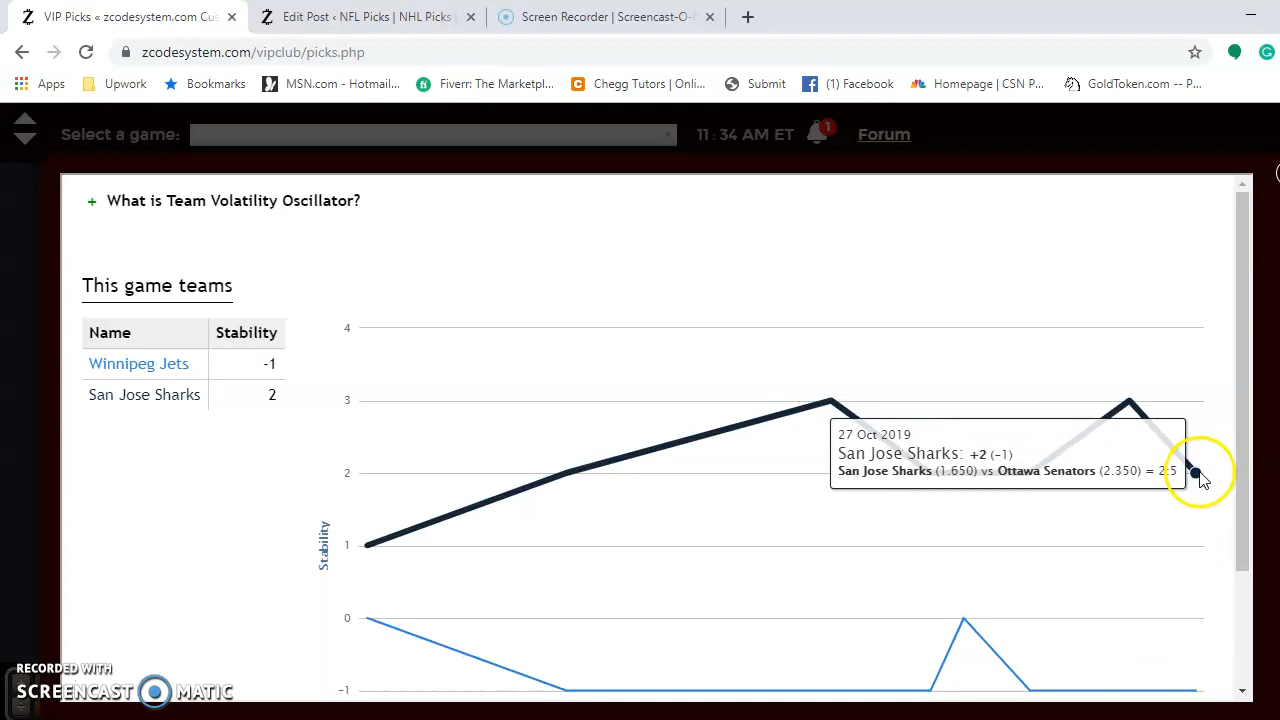 VIP Picks « zcodesystem.com Cus
Edit Post ‹ NFL Picks | NHL Picks |
Screen Recorder | Screencast-O-
zcodesystem.com/vipclub/picks.php
Apps
Upwork
Bookmarks
MSN.com - Hotmail...
Fiverr: The Marketpl...
Chegg Tutors | Onli...
Submit
(1) Facebook
Homepage | CSN P...
GoldToken.com -- P...
Select a game:
11:34 AM ET
1
Forum
+ What is Team Volatility Oscillator?
This game teams
Name Stability
Winnipeg Jets -1
San Jose Sharks 2
4
3
2
1
0
-1
Stability
27 Oct 2019
San Jose Sharks: +2 (-1)
San Jose Sharks (1.650) vs Ottawa Senators (2.350) = 2:5
RECORDED WITH
SCREENCAST MATIC